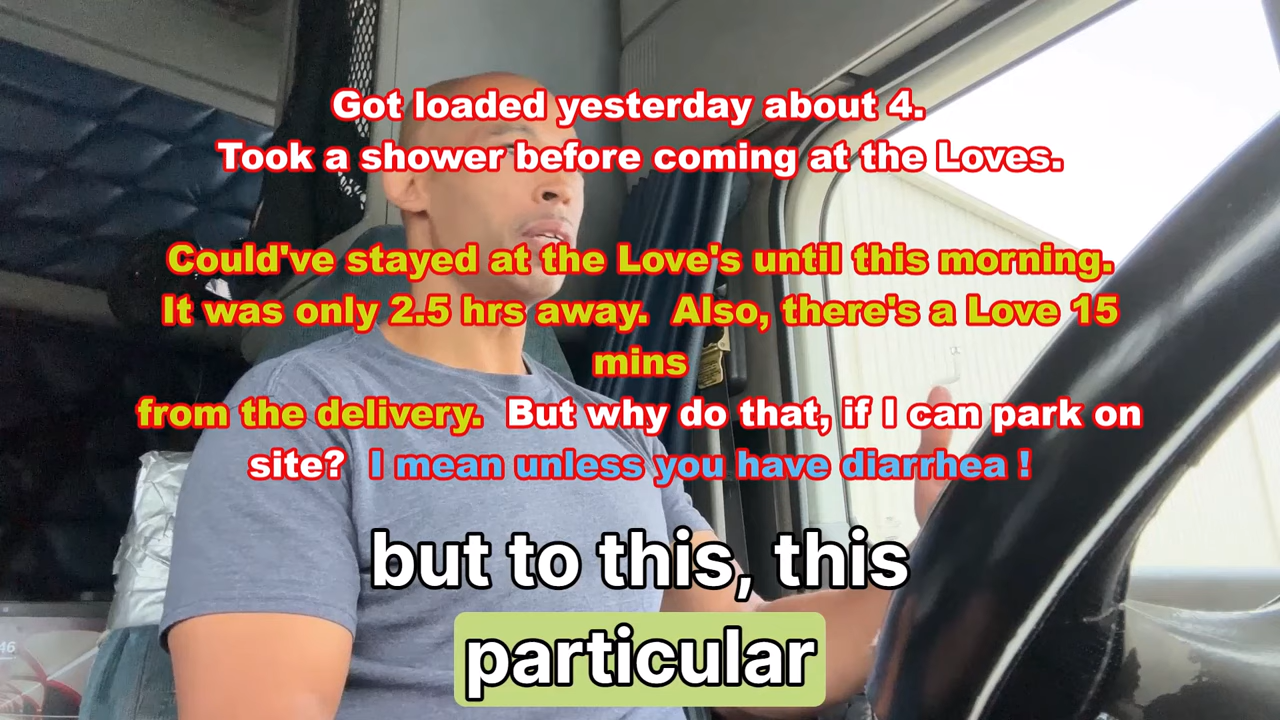 Got loaded yesterday about 4.
Took a shower before coming at the Loves.
Could've stayed at the Love's until this morning.
It was only 2.5 hrs away.  Also, there's a Love 15
mins
from the delivery.  But why do that, if I can park on
site?  I mean unless you have diarrhea !
but to this, this
particular
46